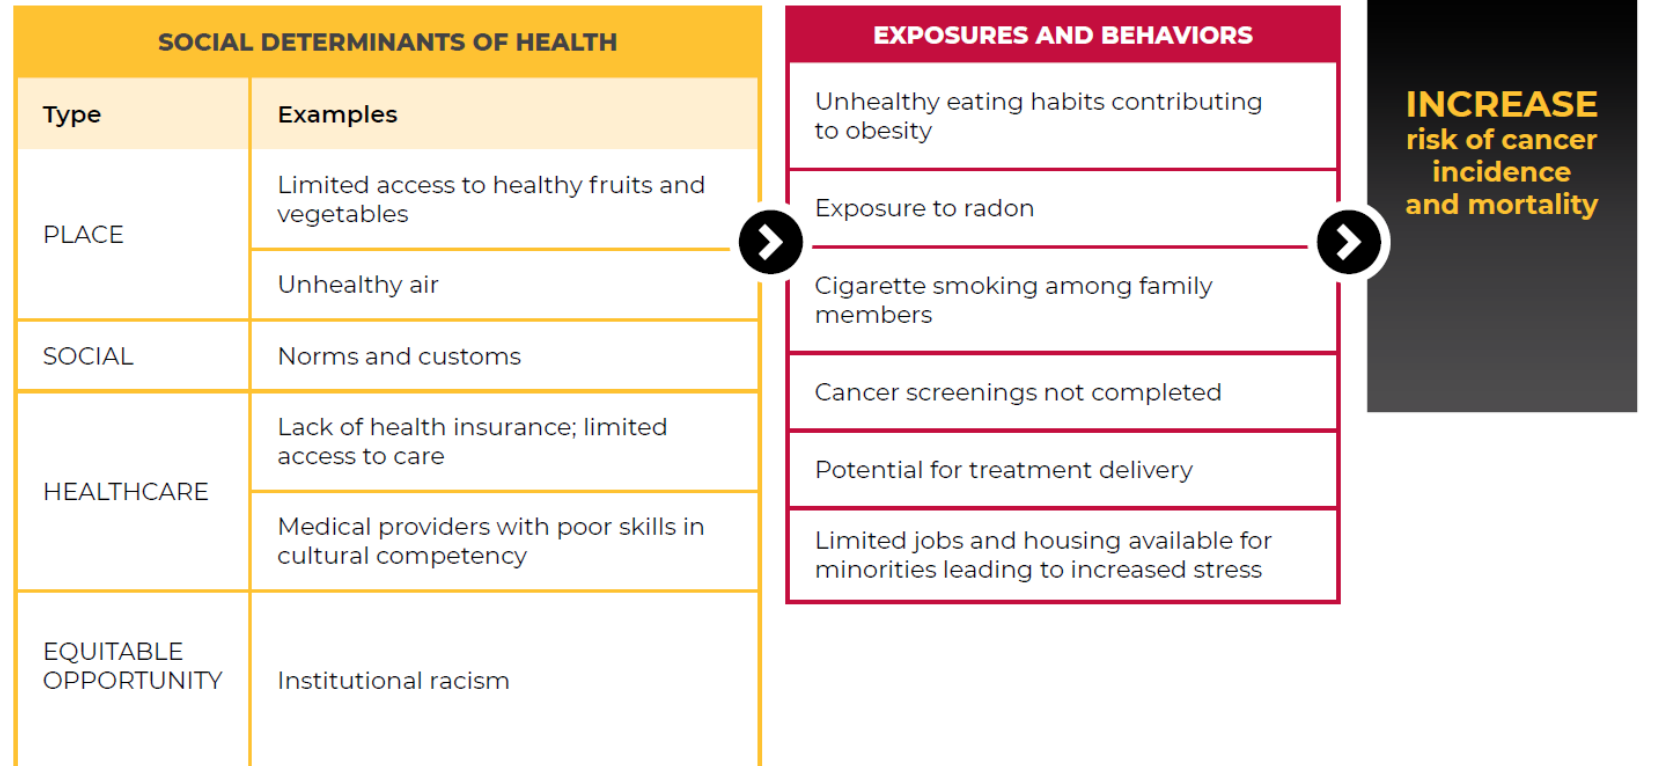 SOCIAL DETERMINANTS OF HEALTH
Type
Examples
PLACE
Limited access to healthy fruits and
vegetables
Unhealthy air
SOCIAL
Norms and customs
HEALTHCARE
Lack of health insurance; limited
access to care
Medical providers with poor skills in
cultural competency
EQUITABLE
OPPORTUNITY
Institutional racism
EXPOSURES AND BEHAVIORS
Unhealthy eating habits contributing
to obesity
Exposure to radon
Cigarette smoking among family
members
Cancer screenings not completed
Potential for treatment delivery
Limited jobs and housing available for
minorities leading to increased stress
INCREASE
risk of cancer
incidence
and mortality